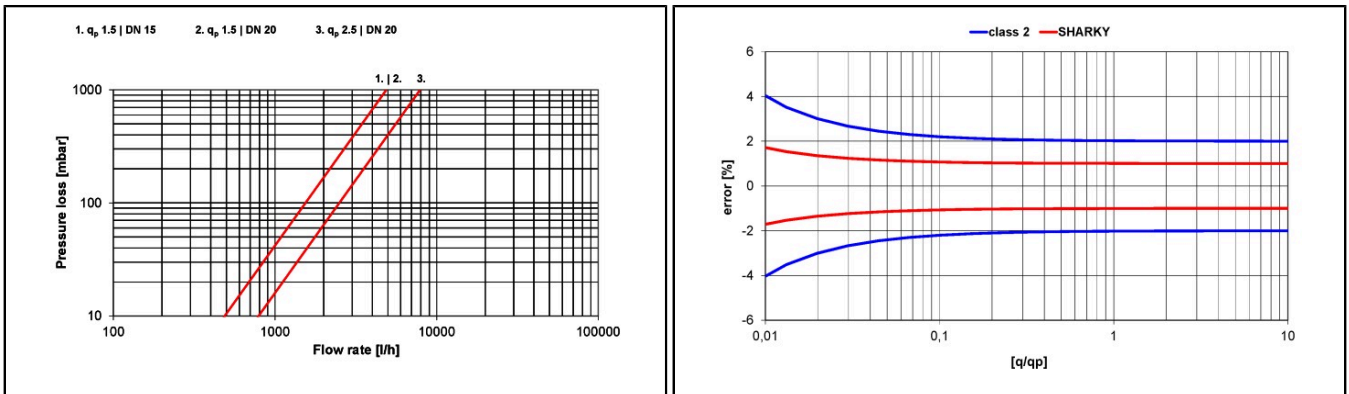 1. qp 1.5 | DN 15 2. qp 1.5 | DN 20 3. qp 2.5 | DN 20
1. | 2. 3.
1000
100
10
Pressure loss [mbar]
100 1000 10000 100000
Flow rate [l/h]
class 2 SHARKY
6
4
2
0
-2
-4
-6
error [%]
0,01 0,1 1 10
[q/qp]